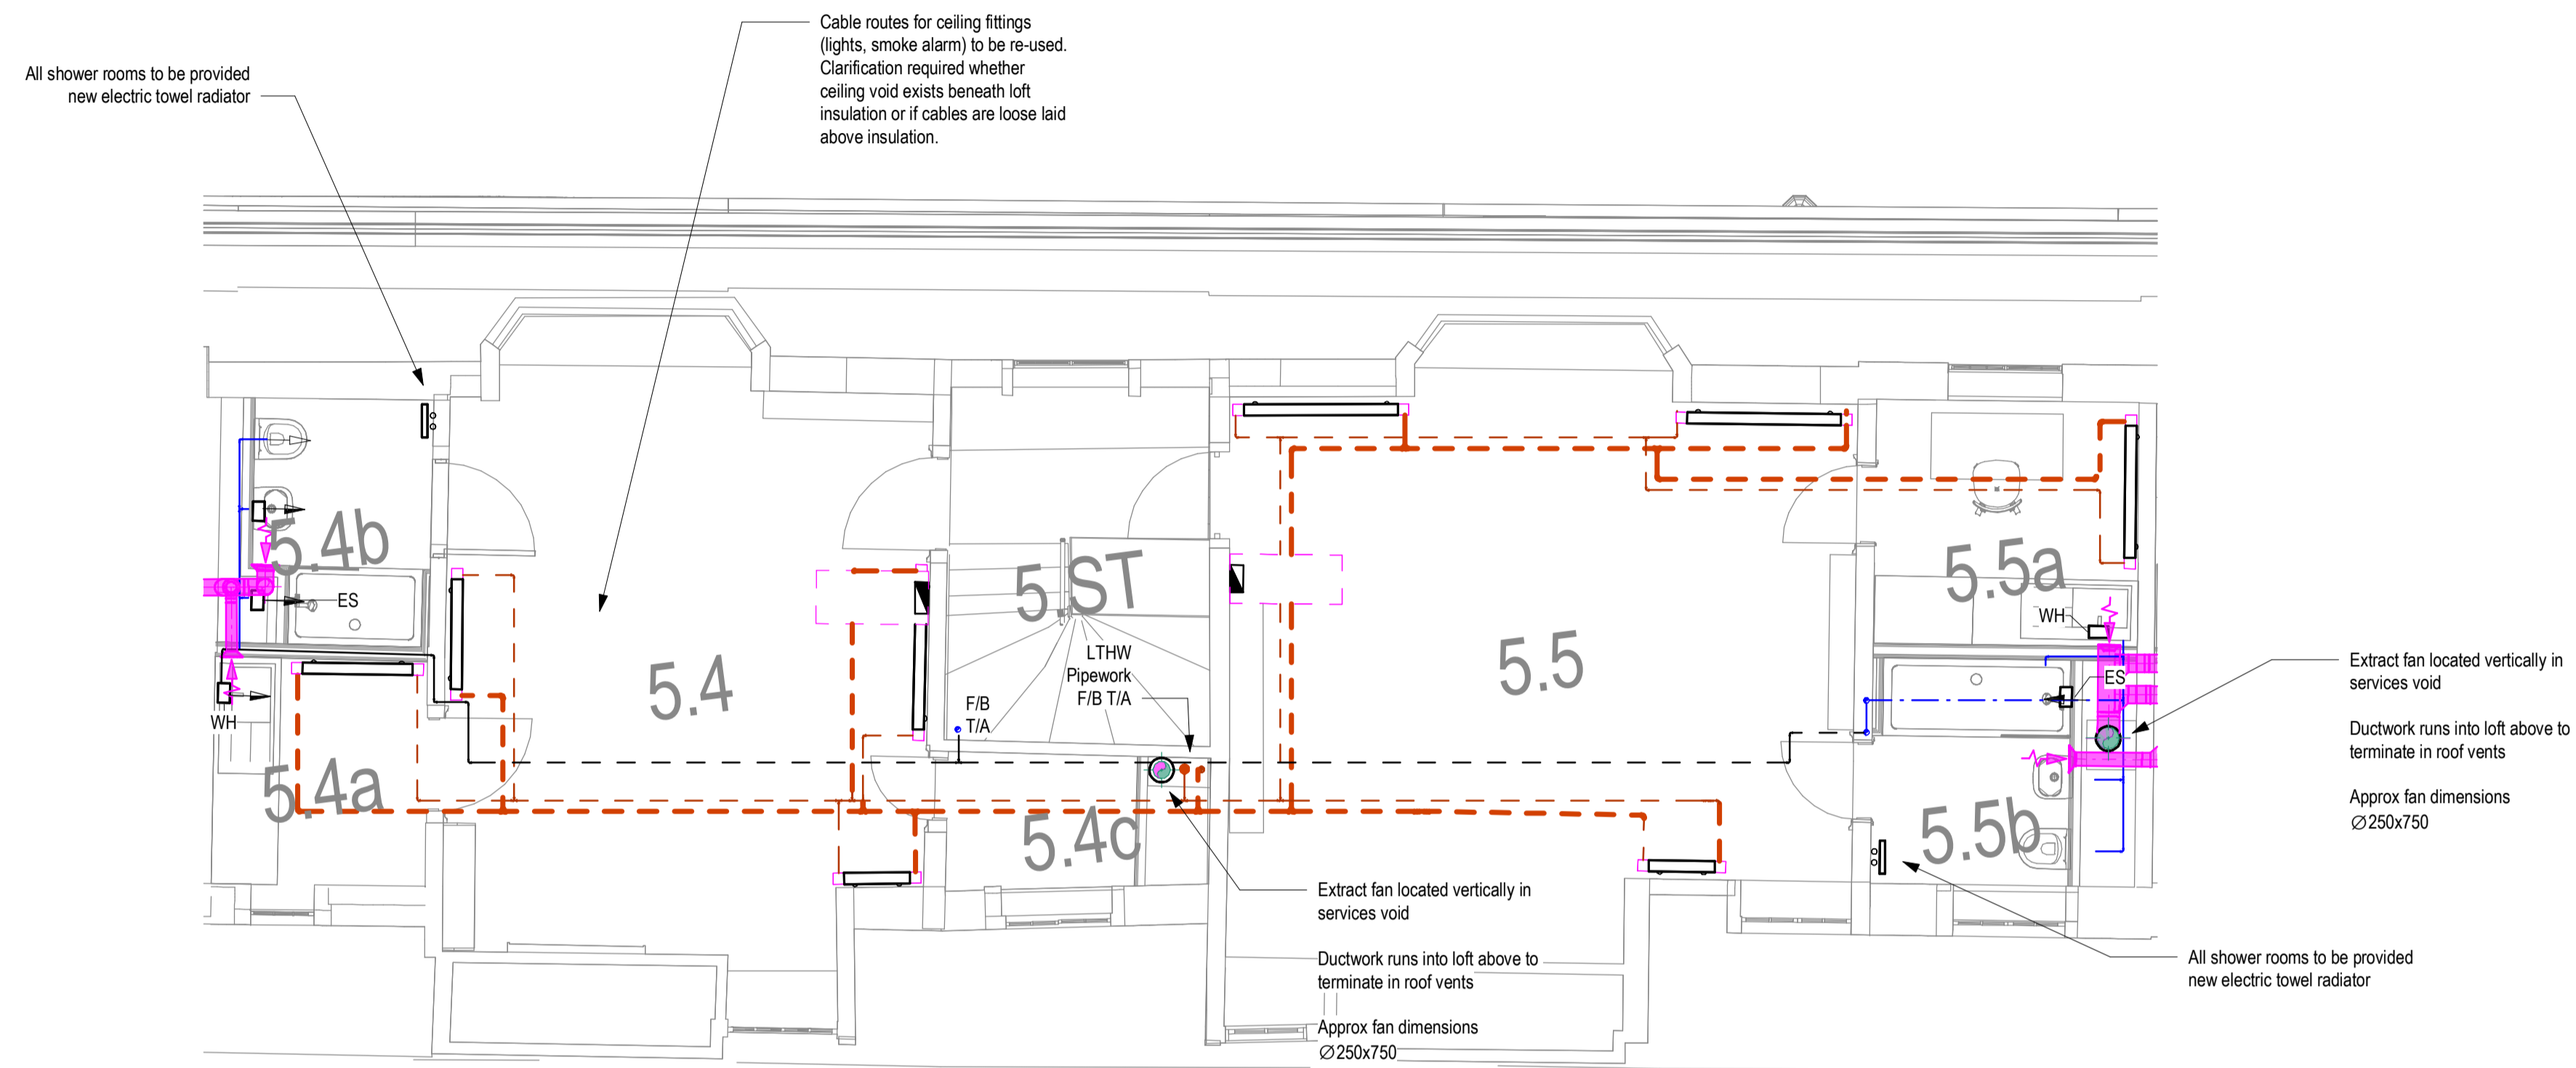 Cable routes for ceiling fittings
(lights, smoke alarm) to be re-used.
Clarification required whether
ceiling void exists beneath loft
insulation or if cables are loose laid
above insulation.
All shower rooms to be provided
new electric towel radiator
5.4b
ES
WH
5.4a
5.4
5.ST
LTHW
Pipework
F/B T/A
F/B
T/A
5.4c
5.5
5.5a
WH
ES
5.5b
Extract fan located vertically in
services void
Ductwork runs into loft above to
terminate in roof vents
Approx fan dimensions
∅250x750
Extract fan located vertically in
services void
Ductwork runs into loft above to
terminate in roof vents
Approx fan dimensions
∅250x750
All shower rooms to be provided
new electric towel radiator